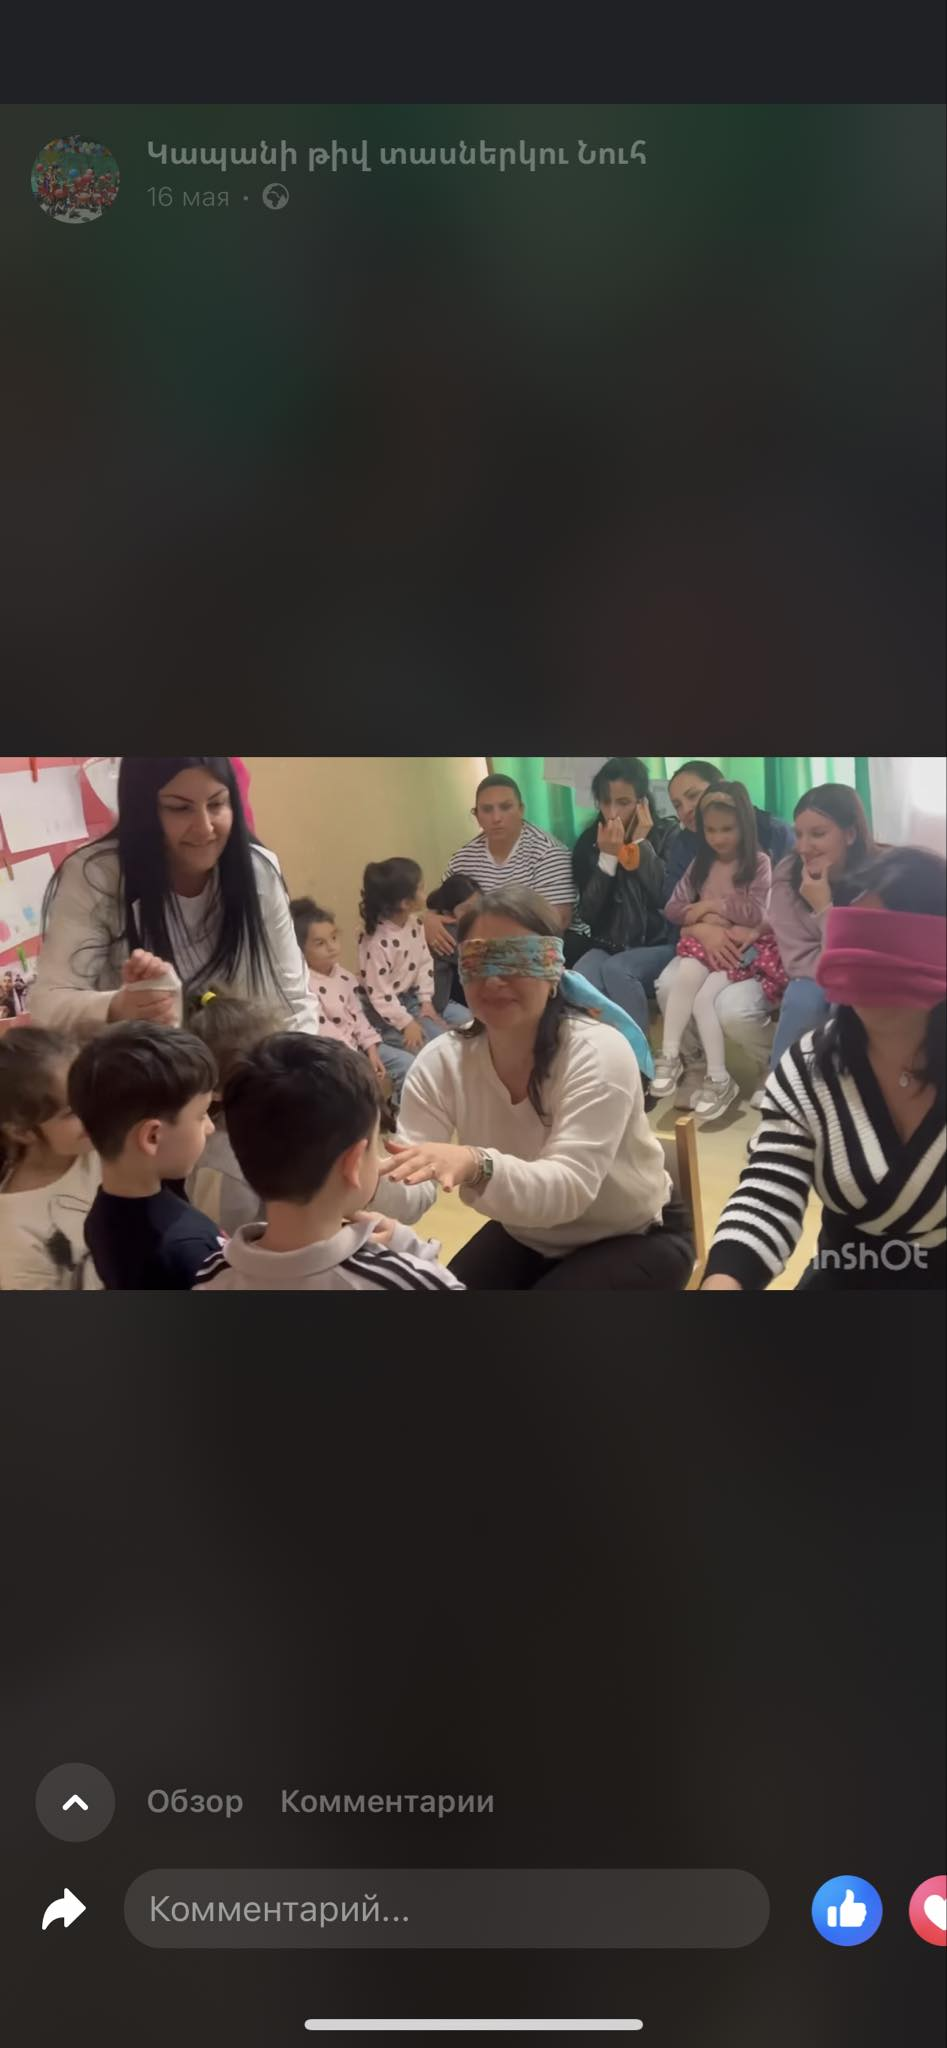 Կապանի թիվ տասներկու Նուհ
16 мая •
InShOt
Обзор Комментарии
Комментарий...